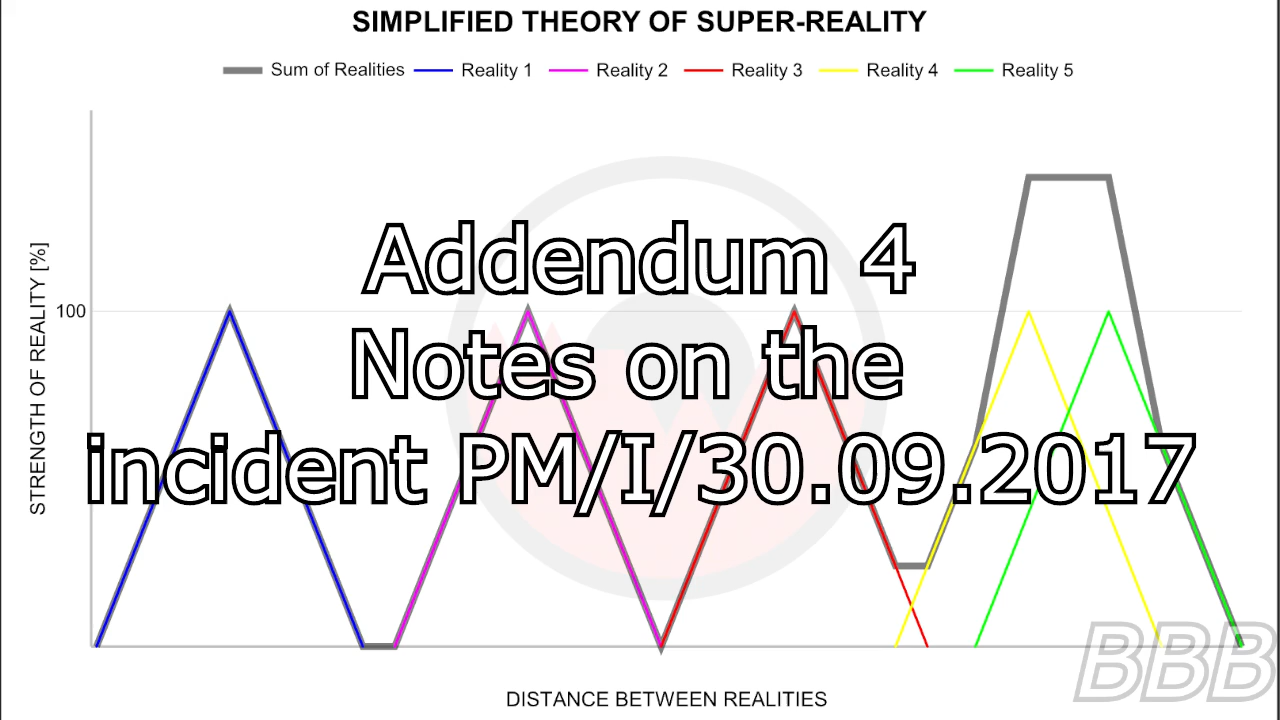 SIMPLIFIED THEORY OF SUPER-REALITY
Sum of Realities Reality 1 Reality 2 Reality 3 Reality 4 Reality 5
STRENGTH OF REALITY [%]
100
Addendum 4
Notes on the
incident PM/I/30.09.2017
BBB
DISTANCE BETWEEN REALITIES